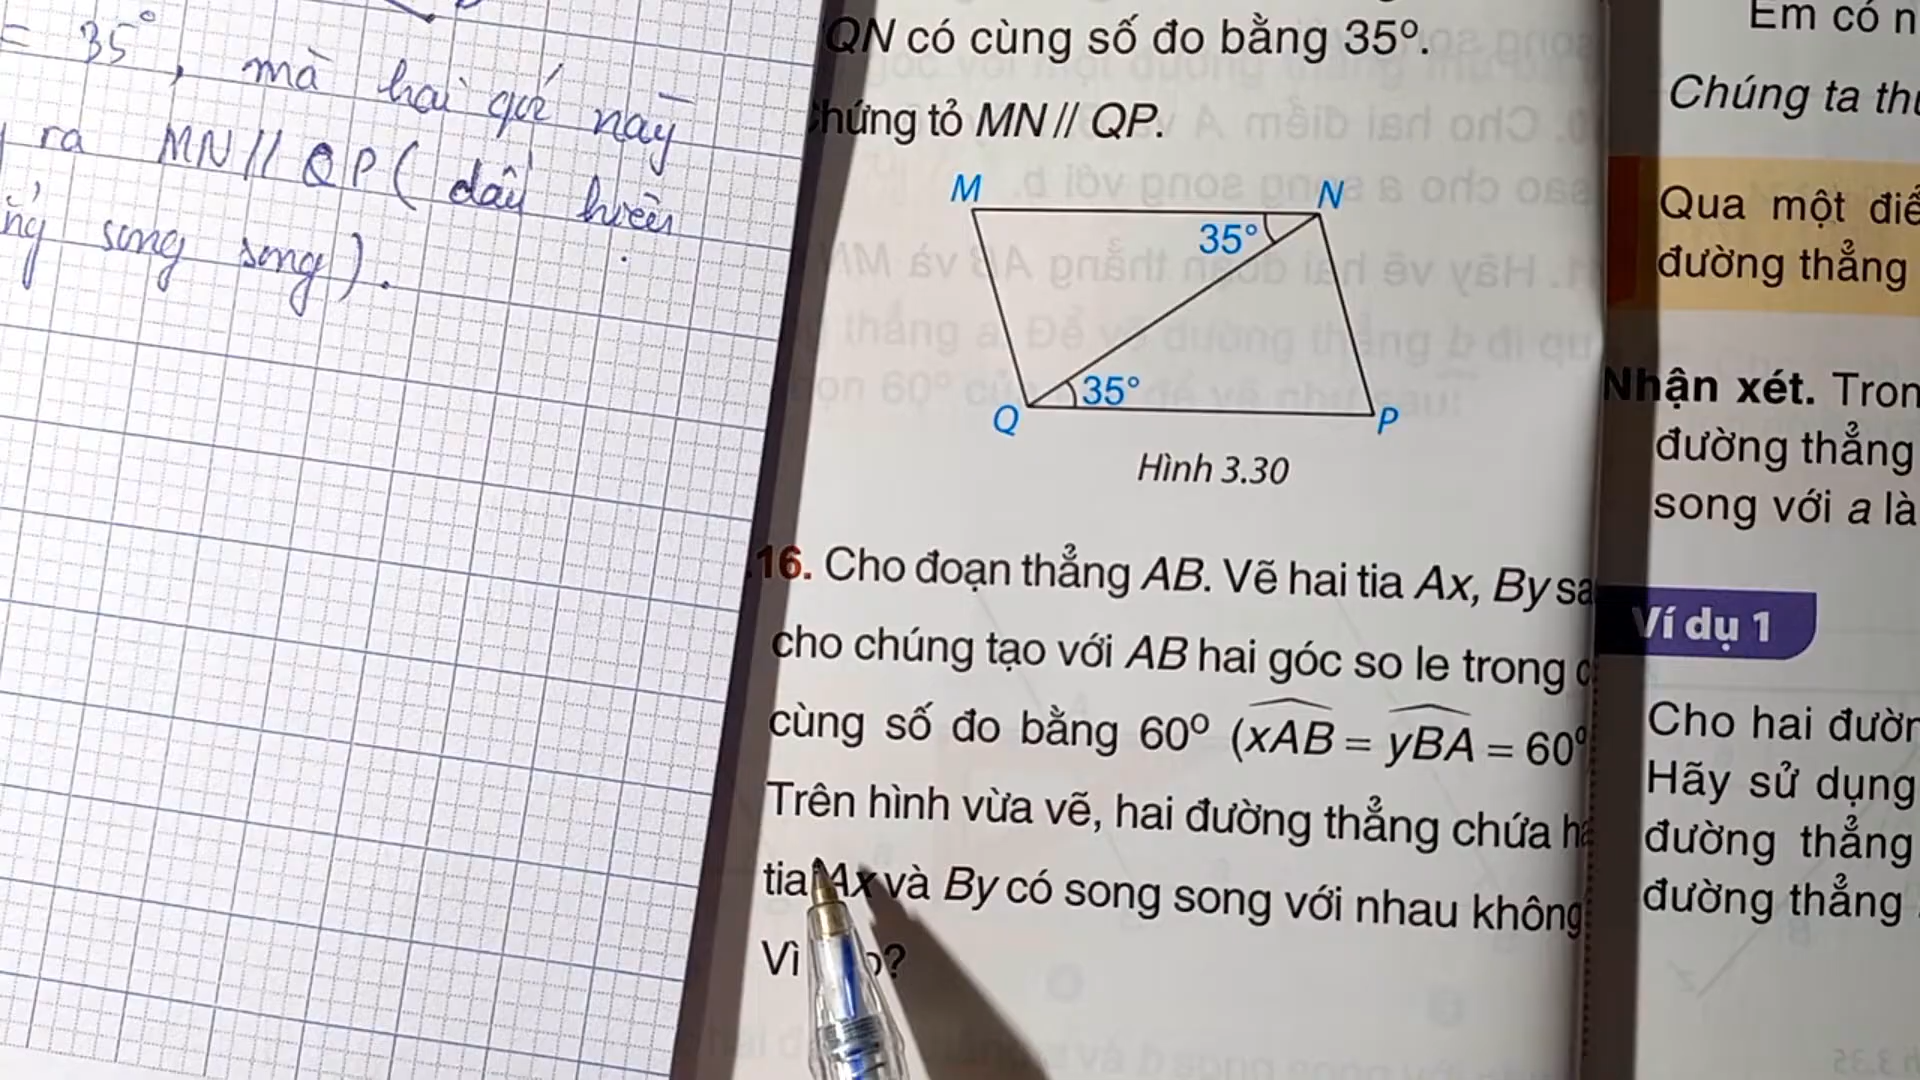 = 35°, mà hai góc này
ra MN // QP ( dấu hiệu
song song ).
QN có cùng số đo bằng 35º.
hứng tỏ MN // QP.
M
N
35°
35°
Q
P
Hình 3.30
16. Cho đoạn thẳng AB. Vẽ hai tia Ax, By sa
cho chúng tạo với AB hai góc so le trong
cùng số đo bằng 60º (xAB = yBA = 60º
Trên hình vừa vẽ, hai đường thẳng chứa
tia Ax và By có song song với nhau không
Vì
Em có n
Chúng ta th
Qua một điể
đường thẳng
Nhận xét. Tron
đường thẳng
song với a là
Ví dụ 1
Cho hai đườn
Hãy sử dụng
đường thẳng
đường thẳng